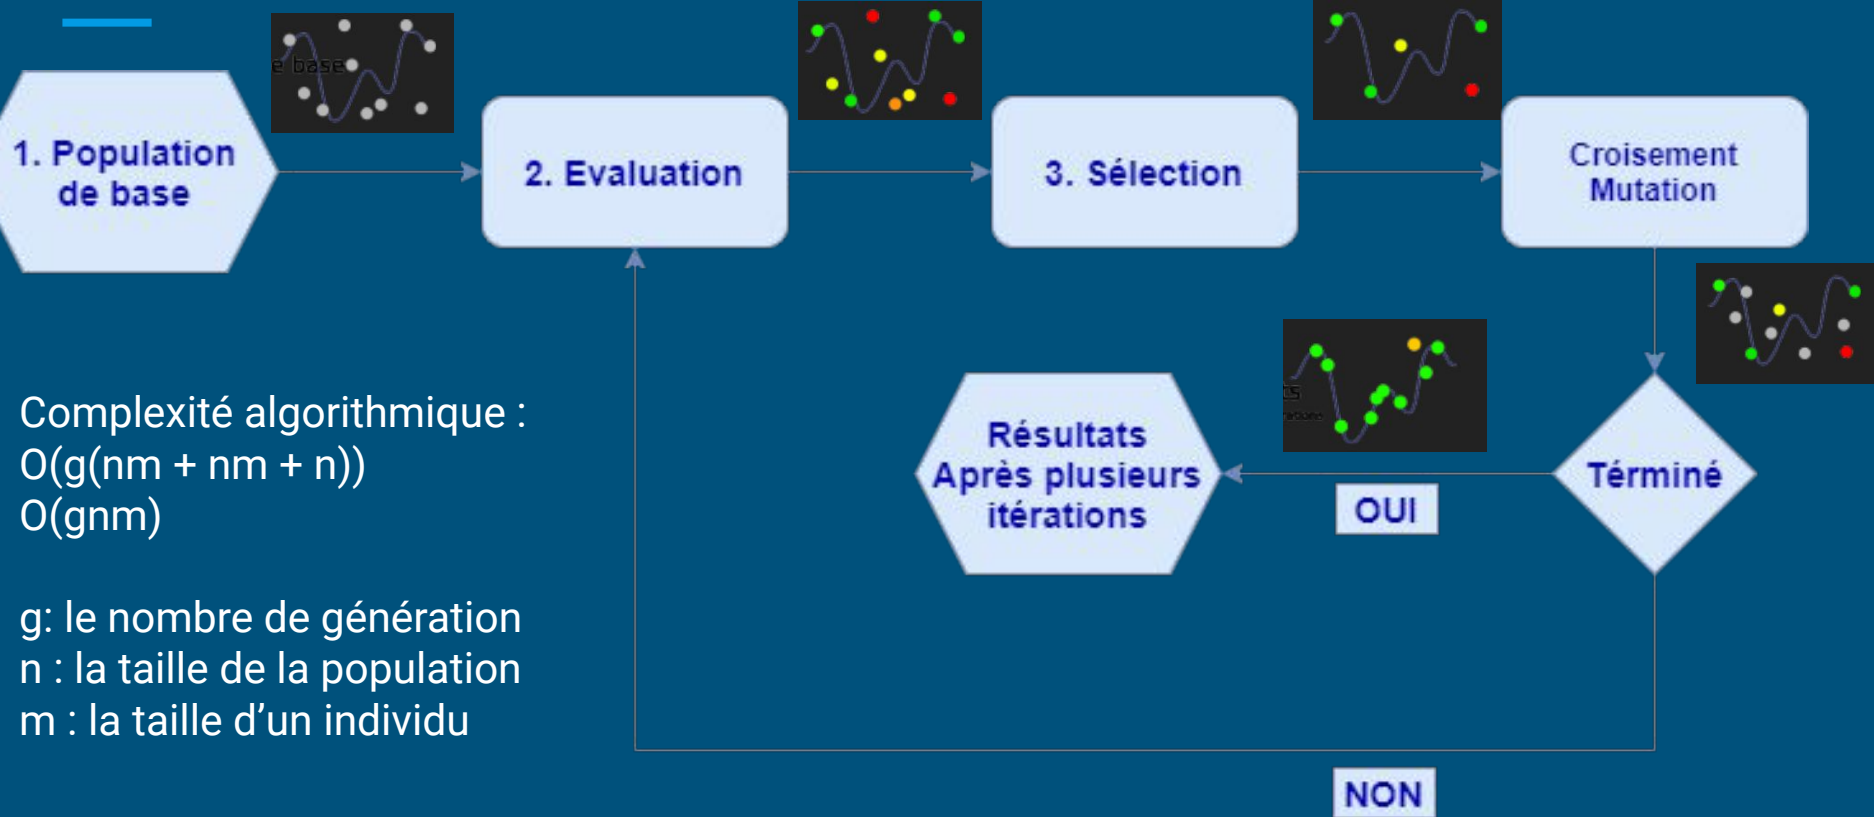 1. Population
de base
e base
2. Evaluation
3. Sélection
Croisement
Mutation
Complexité algorithmique :
O(g(nm + nm + n))
O(gnm)
g: le nombre de génération
n : la taille de la population
m : la taille d’un individu
Résultats
Après plusieurs
itérations
OUI
Términé
NON